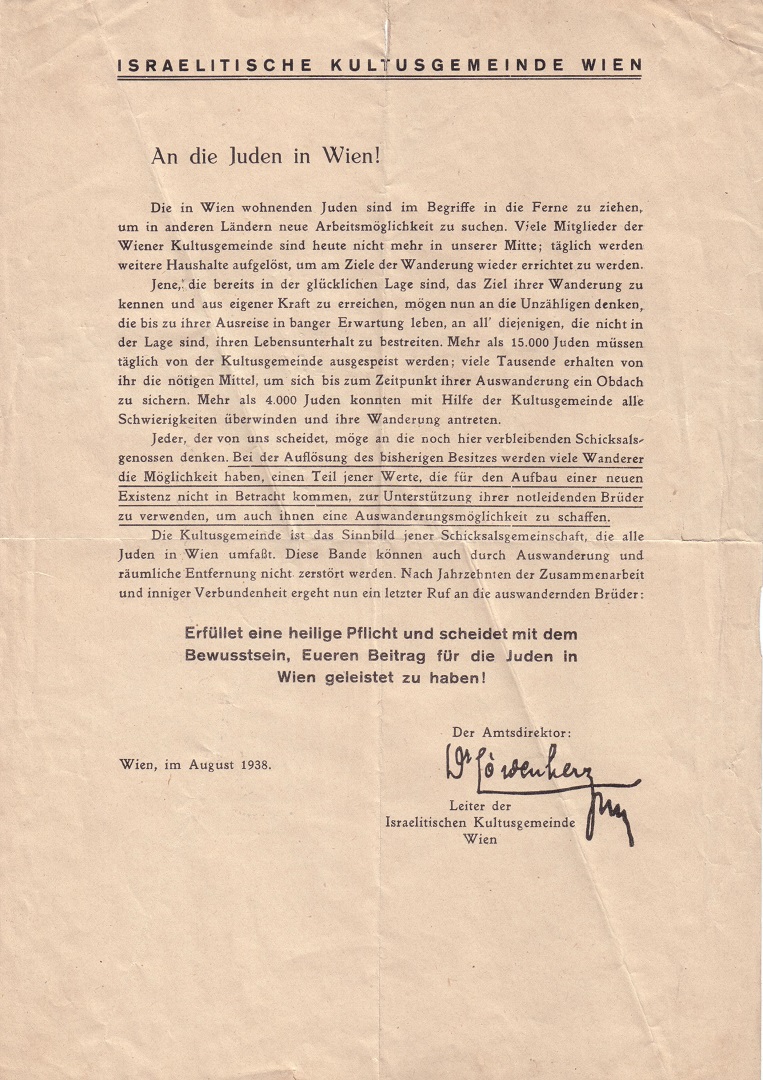 ISRAELITISCHE KULTUSGEMEINDE WIEN
An die Juden in Wien!
Die in Wien wohnenden Juden sind im Begriffe in die Ferne zu ziehen,
um in anderen Ländern neue Arbeitsmöglichkeit zu suchen. Viele Mitglieder der
Wiener Kultusgemeinde sind heute nicht mehr in unserer Mitte; täglich werden
weitere Haushalte aufgelöst, um am Ziele der Wanderung wieder errichtet zu werden.
Jene, die bereits in der glücklichen Lage sind, das Ziel ihrer Wanderung zu
kennen und aus eigener Kraft zu erreichen, mögen nun an die Unzähligen denken,
die bis zu ihrer Ausreise in banger Erwartung leben, an all' diejenigen, die nicht in
der Lage sind, ihren Lebensunterhalt zu bestreiten. Mehr als 15.000 Juden müssen
täglich von der Kultusgemeinde ausgespeist werden; viele Tausende erhalten von
ihr die nötigen Mittel, um sich bis zum Zeitpunkt ihrer Auswanderung ein Obdach
zu sichern. Mehr als 4.000 Juden konnten mit Hilfe der Kultusgemeinde alle
Schwierigkeiten überwinden und ihre Wanderung antreten.
Jeder, der von uns scheidet, möge an die noch hier verbleibenden Schicksals-
genossen denken. Bei der Auflösung des bisherigen Besitzes werden viele Wanderer
die Möglichkeit haben, einen Teil jener Werte, die für den Aufbau einer neuen
Existenz nicht in Betracht kommen, zur Unterstützung ihrer notleidenden Brüder
zu verwenden, um auch ihnen eine Auswanderungsmöglichkeit zu schaffen.
Die Kultusgemeinde ist das Sinnbild jener Schicksalsgemeinschaft, die alle
Juden in Wien umfaßt. Diese Bande können auch durch Auswanderung und
räumliche Entfernung nicht zerstört werden. Nach Jahrzehnten der Zusammenarbeit
und inniger Verbundenheit ergeht nun ein letzter Ruf an die auswandernden Brüder:
Erfüllet eine heilige Pflicht und scheidet mit dem
Bewusstsein, Eueren Beitrag für die Juden in
Wien geleistet zu haben!
Der Amtsdirektor:
Wien, im August 1938.
Dr Löwenherz
Leiter der
Israelitischen Kultusgemeinde
Wien